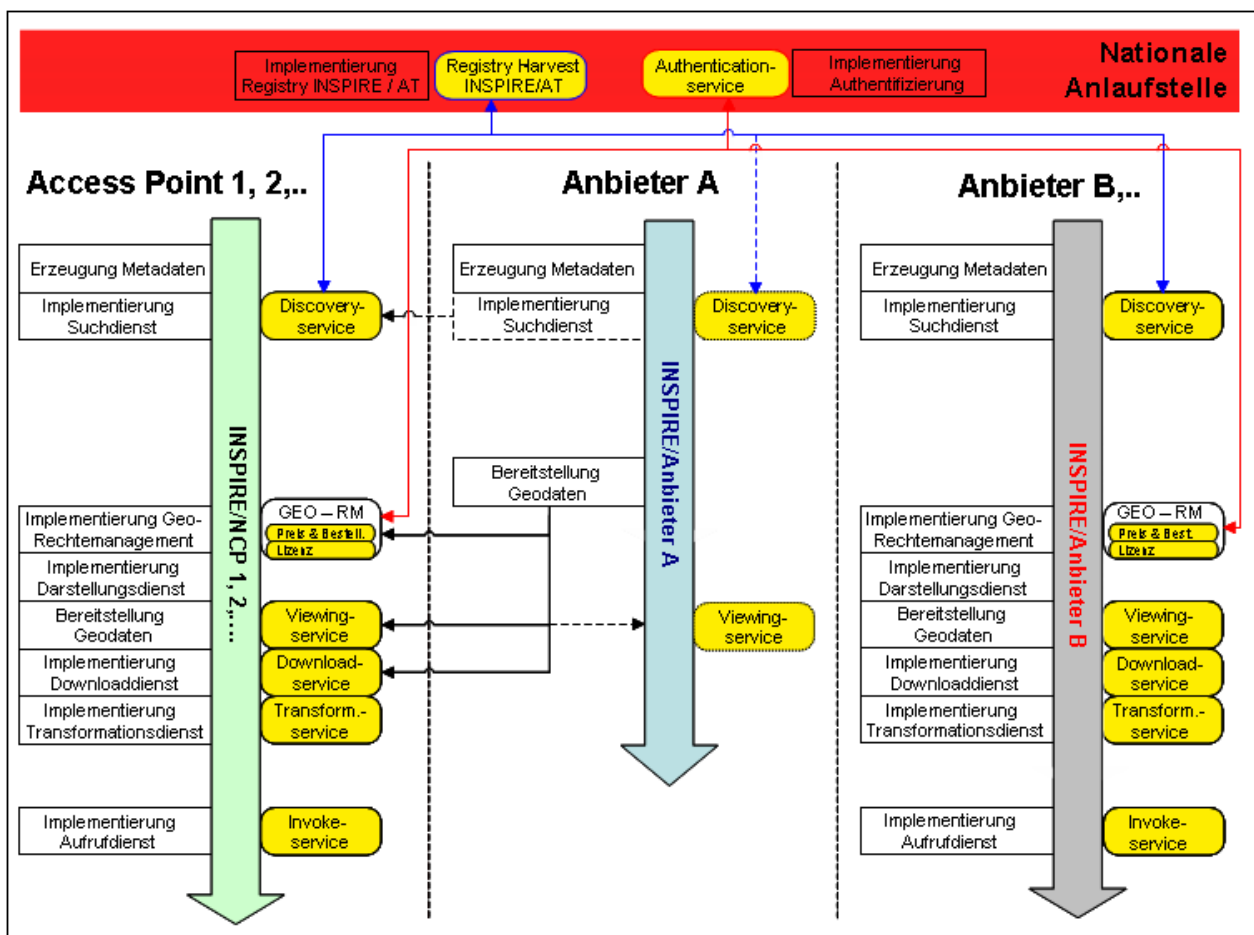 Nationale
Anlaufstelle
Implementierung
Registry INSPIRE / AT
Registry Harvest
INSPIRE/AT
Authentication-
service
Implementierung
Authentifizierung
Access Point 1, 2,..
Erzeugung Metadaten
Implementierung
Suchdienst
Discovery-
service
Implementierung Geo-
Rechtemanagement
GEO – RM
Preis & Bestell.
Lizenz
Implementierung
Darstellungsdienst
Bereitstellung
Geodaten
Viewing-
service
Implementierung
Downloaddienst
Download-
service
Implementierung
Transformationsdienst
Transform.-
service
Implementierung
Aufrufdienst
Invoke-
service
INSPIRE/NCP 1, 2,....
Anbieter A
Erzeugung Metadaten
Implementierung
Suchdienst
Discovery-
service
Bereitstellung
Geodaten
Viewing-
service
INSPIRE/Anbieter A
Anbieter B,..
Erzeugung Metadaten
Implementierung
Suchdienst
Discovery-
service
Implementierung Geo-
Rechtemanagement
GEO – RM
Preis & Best.
Lizenz
Implementierung
Darstellungsdienst
Bereitstellung
Geodaten
Viewing-
service
Implementierung
Downloaddienst
Download-
service
Implementierung
Transformationsdienst
Transform.-
service
Implementierung
Aufrufdienst
Invoke-
service
INSPIRE/Anbieter B